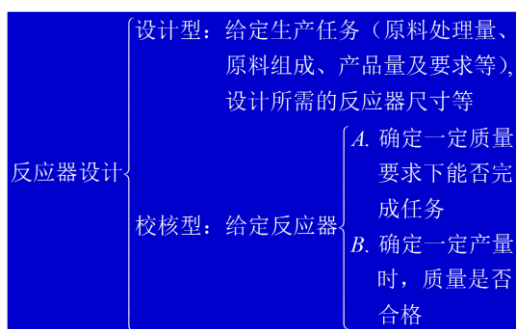 设计型：给定生产任务（原料处理量、
原料组成、产品量及要求等），
设计所需的反应器尺寸等
反应器设计
校核型：给定反应器
A. 确定一定质量
要求下能否完
成任务
B. 确定一定产量
时，质量是否
合格